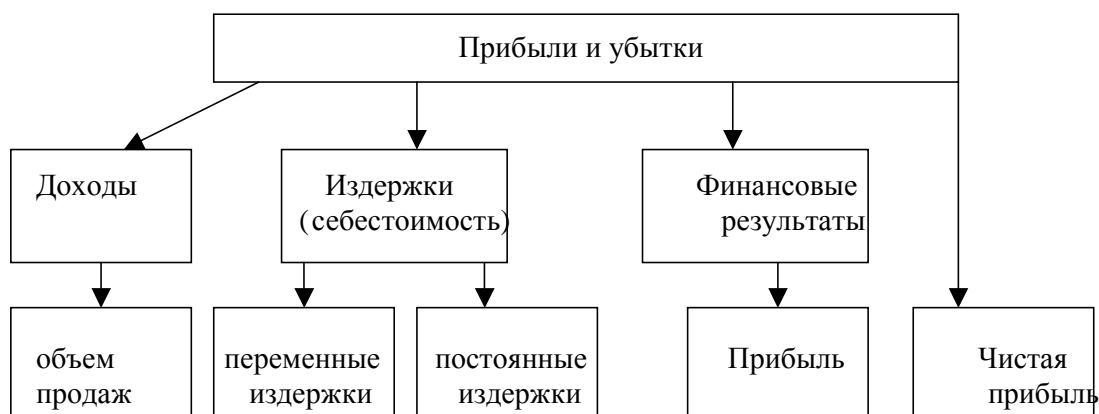 Прибыли и убытки
Доходы
Издержки
(себестоимость)
Финансовые
результаты
объем
продаж
переменные
издержки
постоянные
издержки
Прибыль
Чистая
прибыль